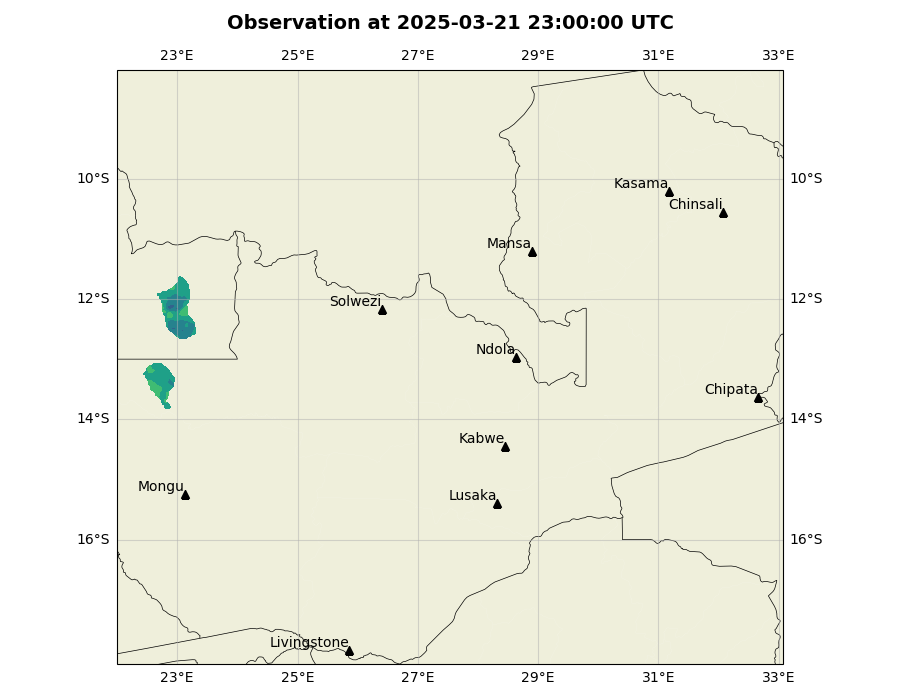 Observation at 2025-03-21 23:00:00 UTC
23°E 25°E 27°E 29°E 31°E 33°E
10°S 10°S
Kasama
Chinsali
Mansa
12°S 12°S
Solwezi
Ndola
Chipata
14°S 14°S
Kabwe
Mongu
Lusaka
16°S 16°S
Livingstone
23°E 25°E 27°E 29°E 31°E 33°E